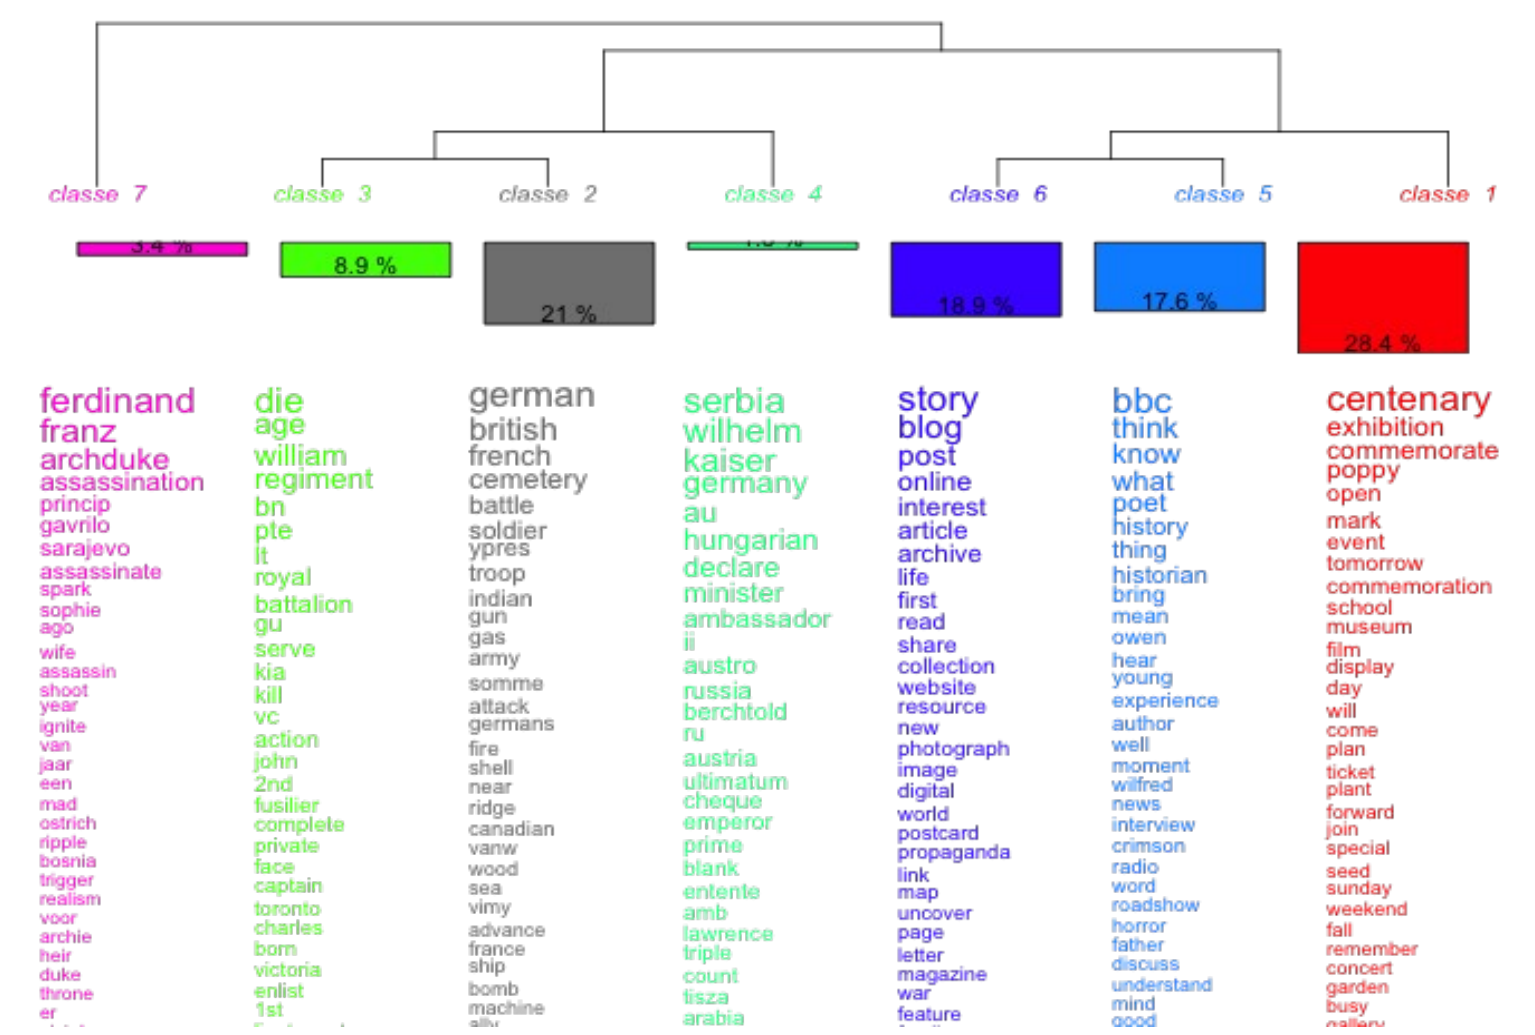 classe 7 classe 3 classe 2 classe 4 classe 6 classe 5 classe 1
3.4 % 8.9 % 21 % 18.9 % 17.6 % 28.4 %
ferdinand
franz
archduke
assassination
princip
gavrilo
sarajevo
assassinate
spark
sophie
ago
wife
assassin
shoot
year
ignite
van
jaar
een
mad
ostrich
ripple
bosnia
trigger
realism
voor
archie
heir
duke
throne
er
die
age
william
regiment
bn
pte
lt
royal
battalion
gu
serve
kia
kill
vc
action
john
2nd
fusilier
complete
private
face
captain
toronto
charles
born
victoria
enlist
1st
german
british
french
cemetery
battle
soldier
ypres
troop
indian
gun
gas
army
somme
attack
germans
fire
shell
near
ridge
canadian
vanw
wood
sea
vimy
advance
france
ship
bomb
machine
ally
serbia
wilhelm
kaiser
germany
au
hungarian
declare
minister
ambassador
ii
austro
russia
berchtold
ru
austria
ultimatum
cheque
emperor
prime
blank
entente
amb
lawrence
triple
count
tisza
arabia
story
blog
post
online
interest
article
archive
life
first
read
share
collection
website
resource
new
photograph
image
digital
world
postcard
propaganda
link
map
uncover
page
letter
magazine
war
feature
bbc
think
know
what
poet
history
thing
historian
bring
mean
owen
hear
young
experience
author
well
moment
wilfred
news
interview
crimson
radio
word
roadshow
horror
father
discuss
understand
mind
good
centenary
exhibition
commemorate
poppy
open
mark
event
tomorrow
commemoration
school
museum
film
display
day
will
come
plan
ticket
plant
forward
join
special
seed
sunday
weekend
fall
remember
concert
garden
busy
gallery